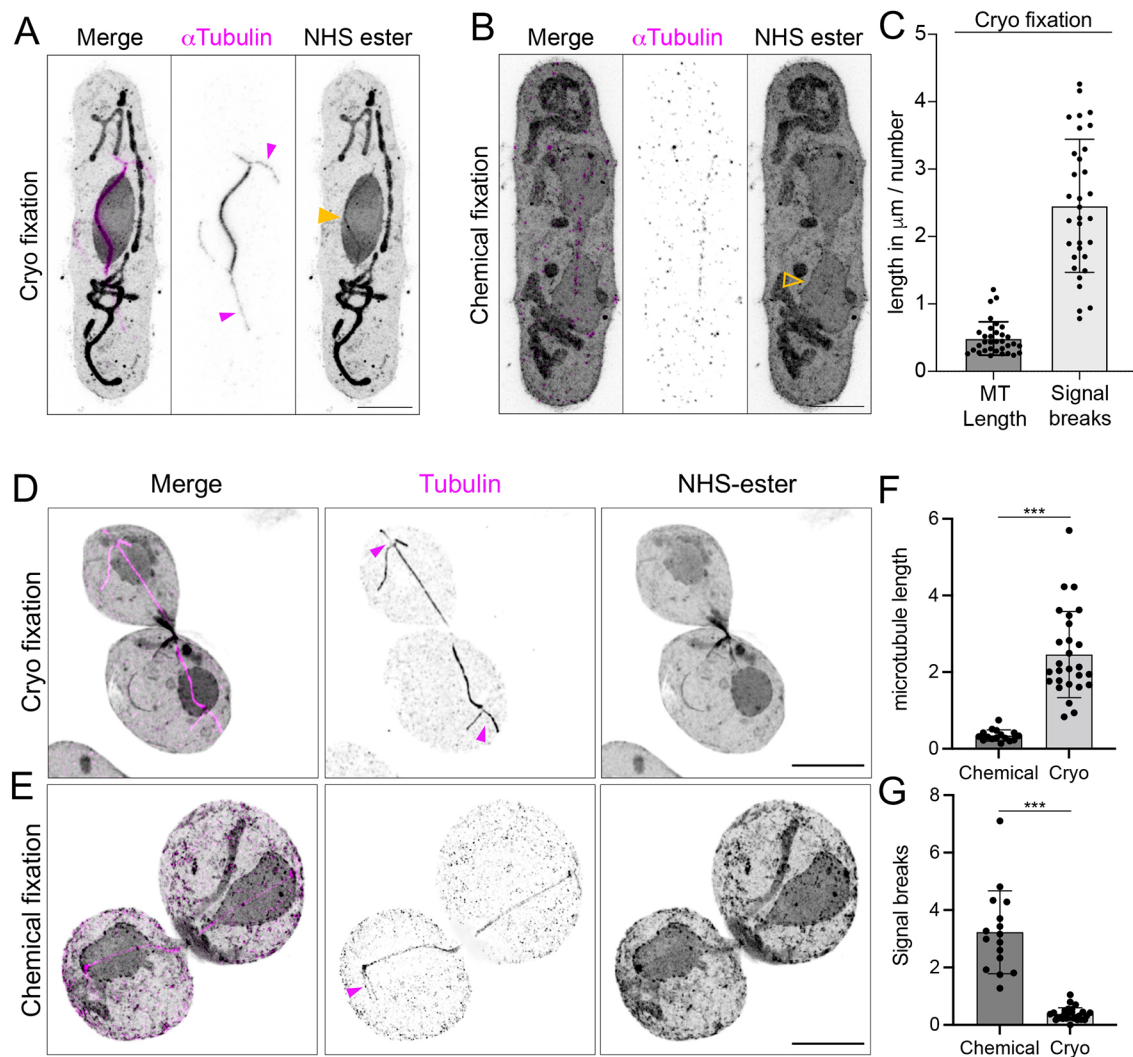 A
Merge
αTubulin
NHS ester
Cryo fixation
B
Merge
αTubulin
NHS ester
Chemical fixation
C
Cryo fixation
length in μm / number
5
4
3
2
1
0
MT
Length
Signal
breaks
D
Merge
Tubulin
NHS-ester
Cryo fixation
E
Chemical fixation
F
***
microtubule length
6
4
2
0
Chemical
Cryo
G
***
Signal breaks
8
6
4
2
0
Chemical
Cryo